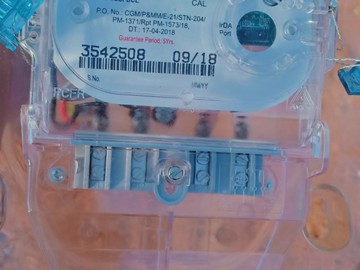 CAL
P.O. No.: CGM/P&MM/E-21/STN-204/
PM-1371/Rpt PM-1573/18,
DT.: 17-04-2018
Guarantee Period: 5Yrs.
IrDA
Port
3542508 09/18
S.No. MM/YY